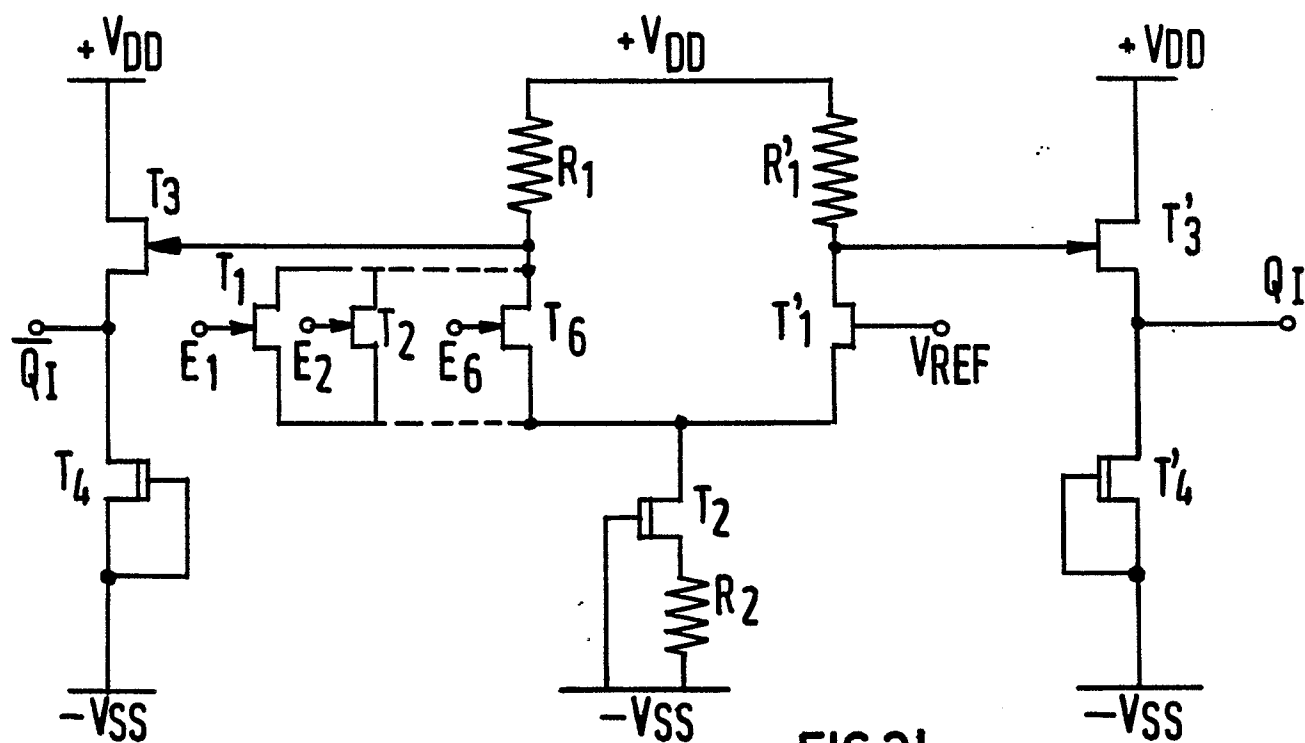 +VDD
+VDD
+VDD
T3
R1
R'1
T'3
T1
QI
T2
T6
T'1
E1
E2
E6
VREF
QI
T4
T'4
T2
R2
-VSS
-VSS
-VSS